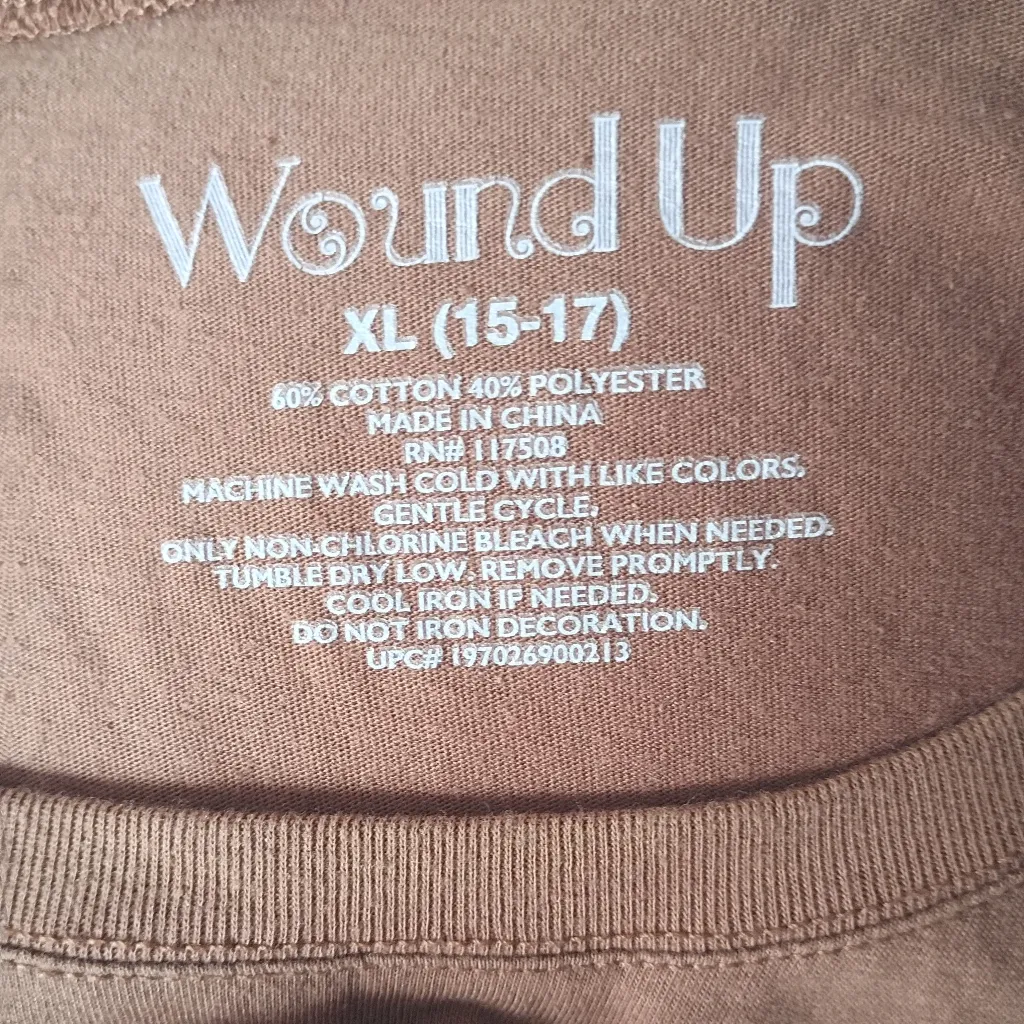 Wound Up
XL (15-17)
60% COTTON 40% POLYESTER
MADE IN CHINA
RN# 117508
MACHINE WASH COLD WITH LIKE COLORS.
GENTLE CYCLE.
ONLY NON-CHLORINE BLEACH WHEN NEEDED.
TUMBLE DRY LOW. REMOVE PROMPTLY.
COOL IRON IF NEEDED.
DO NOT IRON DECORATION.
UPC# 197026900213